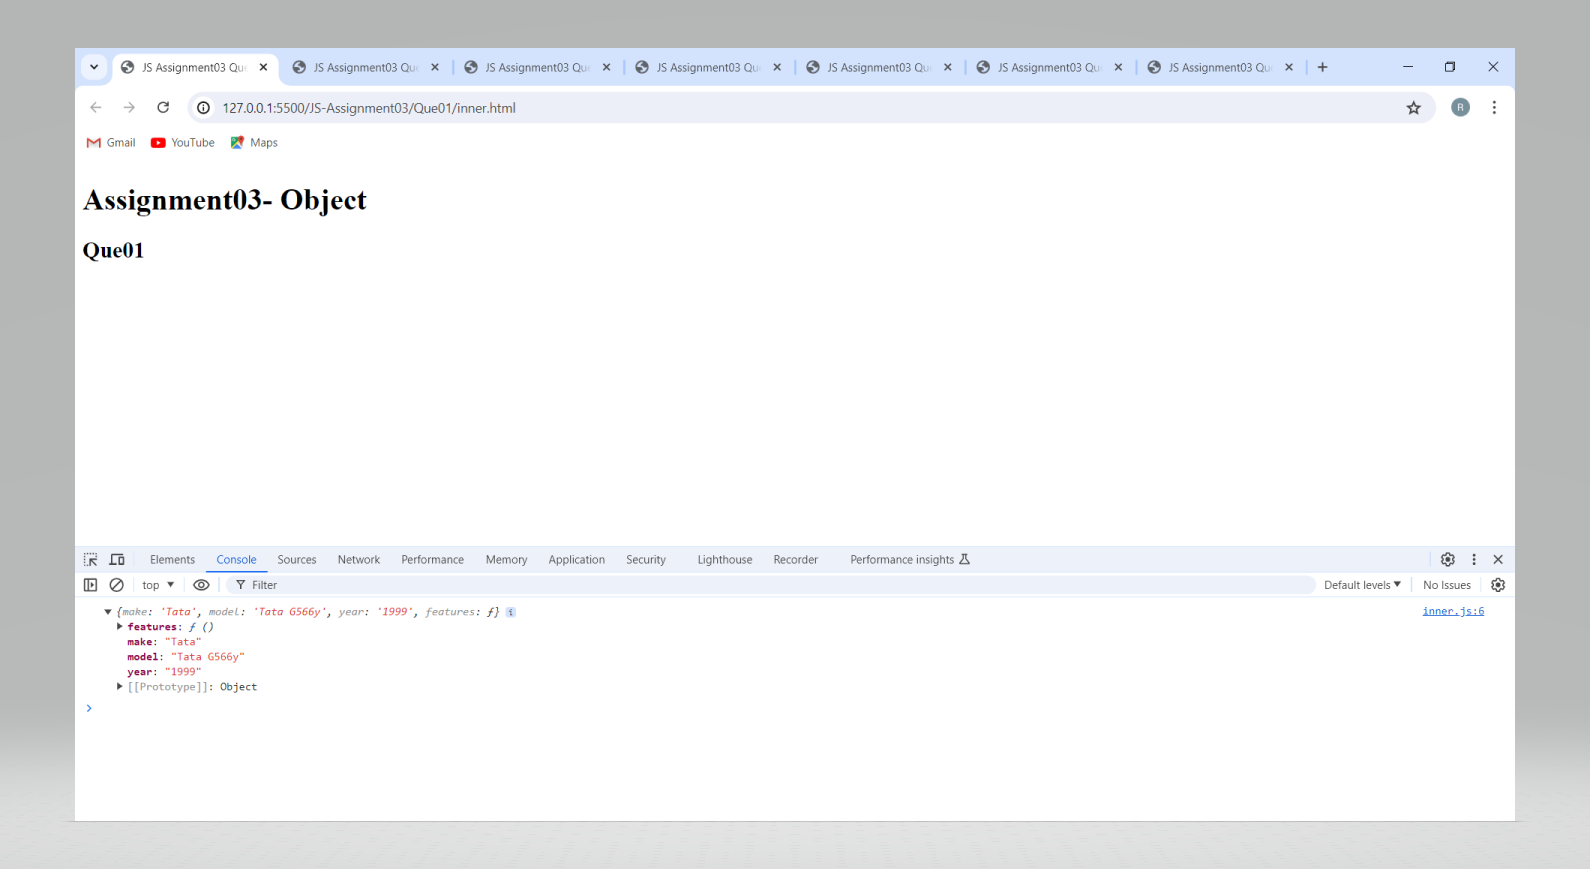 JS Assignment03 Qu JS Assignment03 Qu JS Assignment03 Qu JS Assignment03 Qu JS Assignment03 Qu JS Assignment03 Qu JS Assignment03 Qu
127.0.0.1:5500/JS-Assignment03/Que01/inner.html R
Gmail YouTube Maps
Assignment03- Object
Que01
Elements Console Sources Network Performance Memory Application Security Lighthouse Recorder Performance insights
top Filter Default levels No Issues
{make: 'Tata', model: 'Tata G566y', year: '1999', features: ƒ} i inner.js:6
features: ƒ ()
make: "Tata"
model: "Tata G566y"
year: "1999"
[[Prototype]]: Object